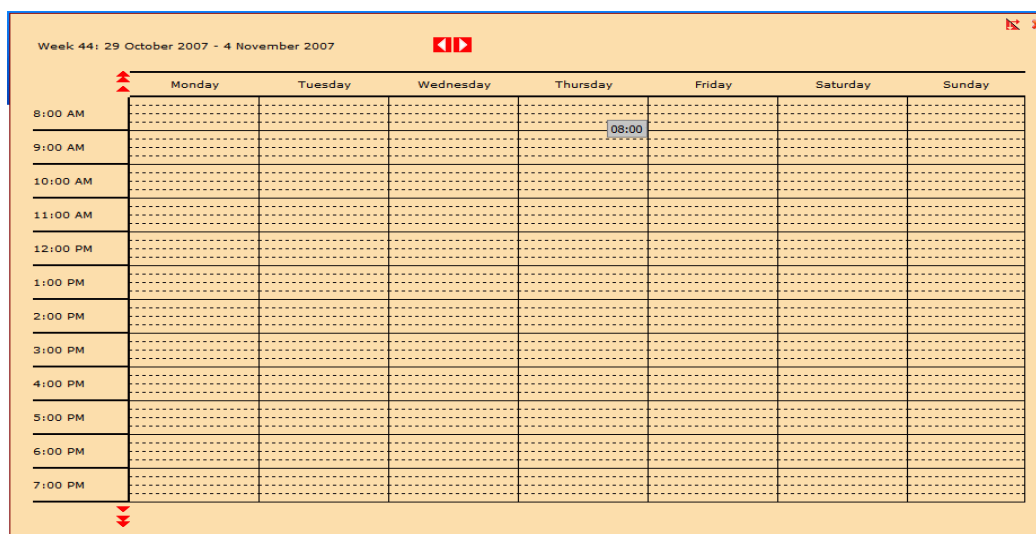 Week 44: 29 October 2007 - 4 November 2007
Monday Tuesday Wednesday Thursday Friday Saturday Sunday
8:00 AM
08:00
9:00 AM
10:00 AM
11:00 AM
12:00 PM
1:00 PM
2:00 PM
3:00 PM
4:00 PM
5:00 PM
6:00 PM
7:00 PM